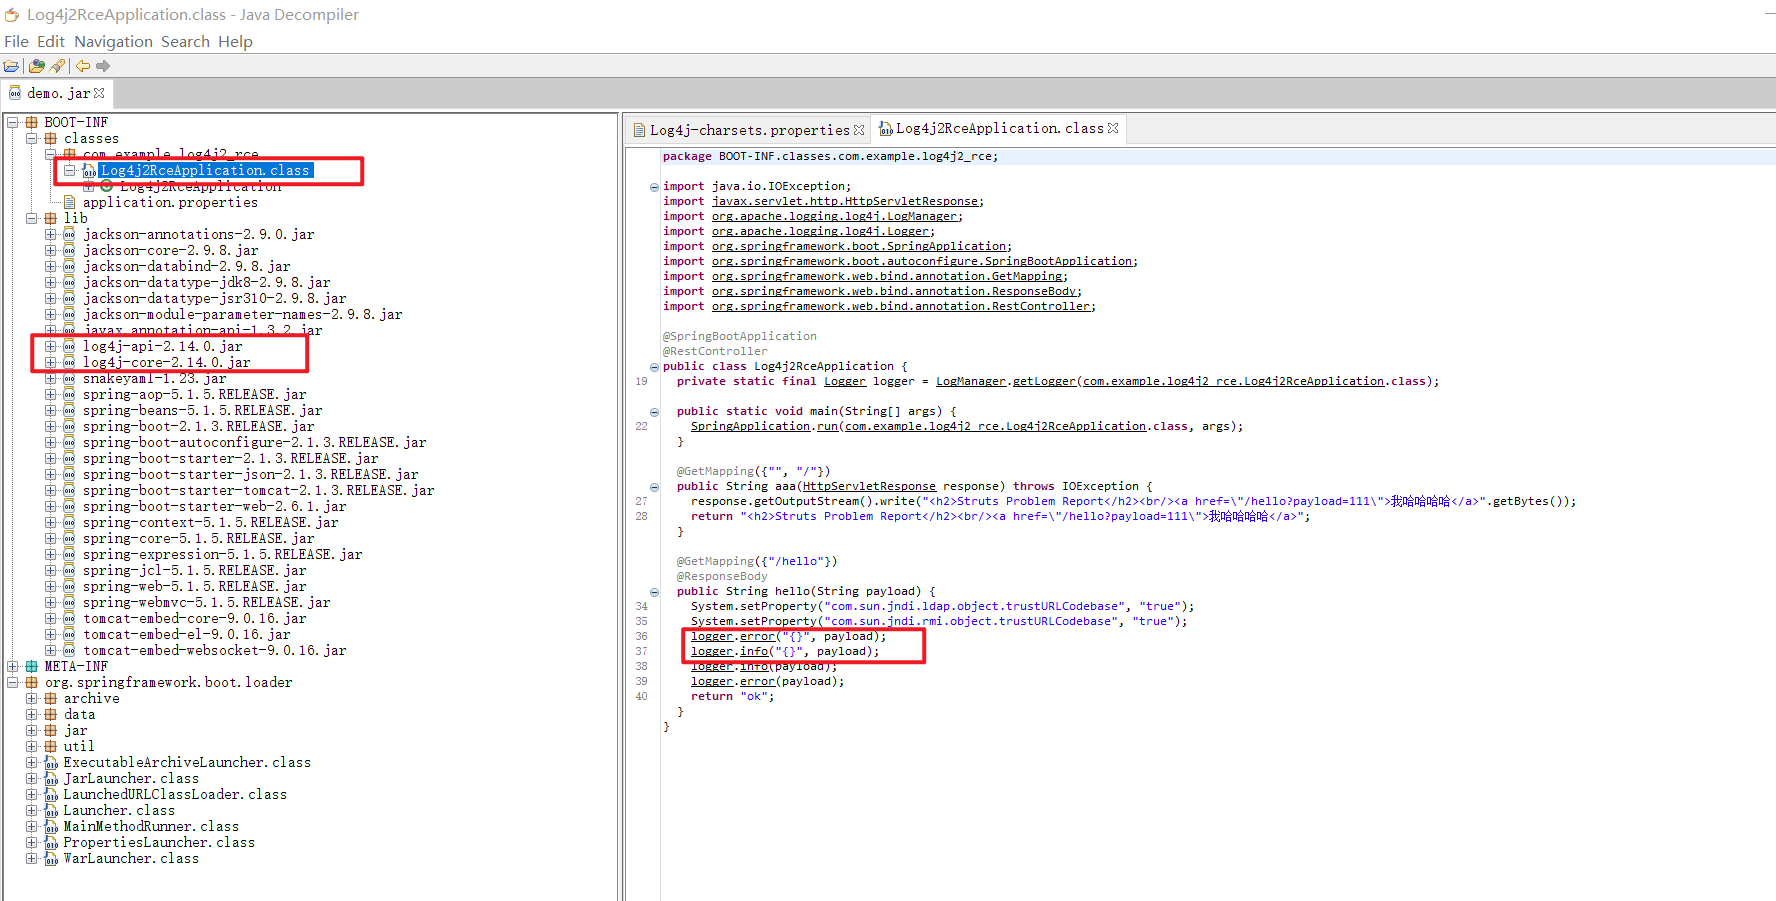 Log4j2RceApplication.class - Java Decompiler
File Edit Navigation Search Help
demo.jar
BOOT-INF
classes
com.example.log4j2_rce
Log4j2RceApplication.class
Log4j2RceApplication
application.properties
lib
jackson-annotations-2.9.0.jar
jackson-core-2.9.8.jar
jackson-databind-2.9.8.jar
jackson-datatype-jdk8-2.9.8.jar
jackson-datatype-jsr310-2.9.8.jar
jackson-module-parameter-names-2.9.8.jar
javax.annotation-api-1.3.2.jar
log4j-api-2.14.0.jar
log4j-core-2.14.0.jar
snakeyaml-1.23.jar
spring-aop-5.1.5.RELEASE.jar
spring-beans-5.1.5.RELEASE.jar
spring-boot-2.1.3.RELEASE.jar
spring-boot-autoconfigure-2.1.3.RELEASE.jar
spring-boot-starter-2.1.3.RELEASE.jar
spring-boot-starter-json-2.1.3.RELEASE.jar
spring-boot-starter-tomcat-2.1.3.RELEASE.jar
spring-boot-starter-web-2.6.1.jar
spring-context-5.1.5.RELEASE.jar
spring-core-5.1.5.RELEASE.jar
spring-expression-5.1.5.RELEASE.jar
spring-jcl-5.1.5.RELEASE.jar
spring-web-5.1.5.RELEASE.jar
spring-webmvc-5.1.5.RELEASE.jar
tomcat-embed-core-9.0.16.jar
tomcat-embed-el-9.0.16.jar
tomcat-embed-websocket-9.0.16.jar
META-INF
org.springframework.boot.loader
archive
data
jar
util
ExecutableArchiveLauncher.class
JarLauncher.class
LaunchedURLClassLoader.class
Launcher.class
MainMethodRunner.class
PropertiesLauncher.class
WarLauncher.class
Log4j-charsets.properties
Log4j2RceApplication.class
package BOOT-INF.classes.com.example.log4j2_rce;
import java.io.IOException;
import javax.servlet.http.HttpServletResponse;
import org.apache.logging.log4j.LogManager;
import org.apache.logging.log4j.Logger;
import org.springframework.boot.SpringApplication;
import org.springframework.boot.autoconfigure.SpringBootApplication;
import org.springframework.web.bind.annotation.GetMapping;
import org.springframework.web.bind.annotation.ResponseBody;
import org.springframework.web.bind.annotation.RestController;
@SpringBootApplication
@RestController
public class Log4j2RceApplication {
19 private static final Logger logger = LogManager.getLogger(com.example.log4j2_rce.Log4j2RceApplication.class);
public static void main(String[] args) {
22 SpringApplication.run(com.example.log4j2_rce.Log4j2RceApplication.class, args);
}
@GetMapping({"", "/"})
public String aaa(HttpServletResponse response) throws IOException {
27 response.getOutputStream().write("<h2>Struts Problem Report</h2><br/><a href=\"/hello?payload=111\">我哈哈哈哈</a>".getBytes());
28 return "<h2>Struts Problem Report</h2><br/><a href=\"/hello?payload=111\">我哈哈哈哈</a>";
}
@GetMapping({"/hello"})
@ResponseBody
public String hello(String payload) {
34 System.setProperty("com.sun.jndi.ldap.object.trustURLCodebase", "true");
35 System.setProperty("com.sun.jndi.rmi.object.trustURLCodebase", "true");
36 logger.error("{}", payload);
37 logger.info("{}", payload);
38 logger.info(payload);
39 logger.error(payload);
40 return "ok";
}
}